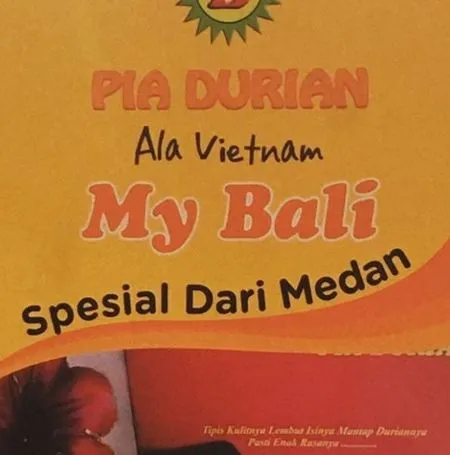 PIA DURIAN
Ala Vietnam
My Bali
Spesial Dari Medan
Tipis Kulitnya Lembut Isinya Mantap Duriannya
Pasti Enak Rasanya ............